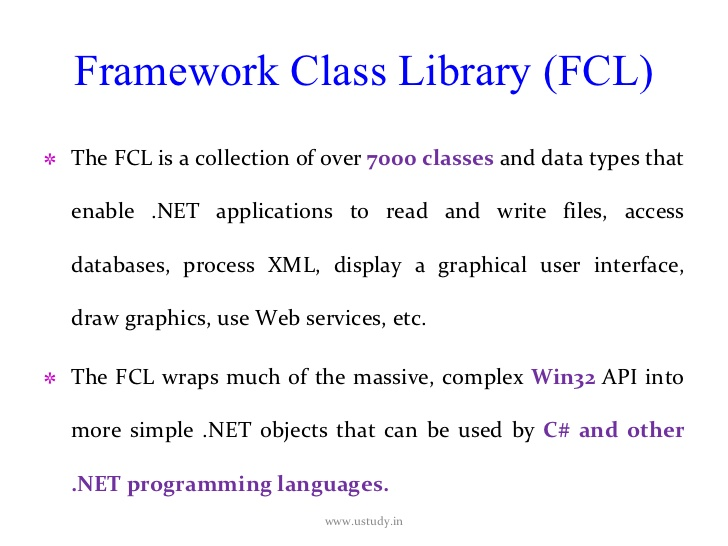 Framework Class Library (FCL)
* The FCL is a collection of over 7000 classes and data types that
enable .NET applications to read and write files, access
databases, process XML, display a graphical user interface,
draw graphics, use Web services, etc.
* The FCL wraps much of the massive, complex Win32 API into
more simple .NET objects that can be used by C# and other
.NET programming languages.
www.ustudy.in